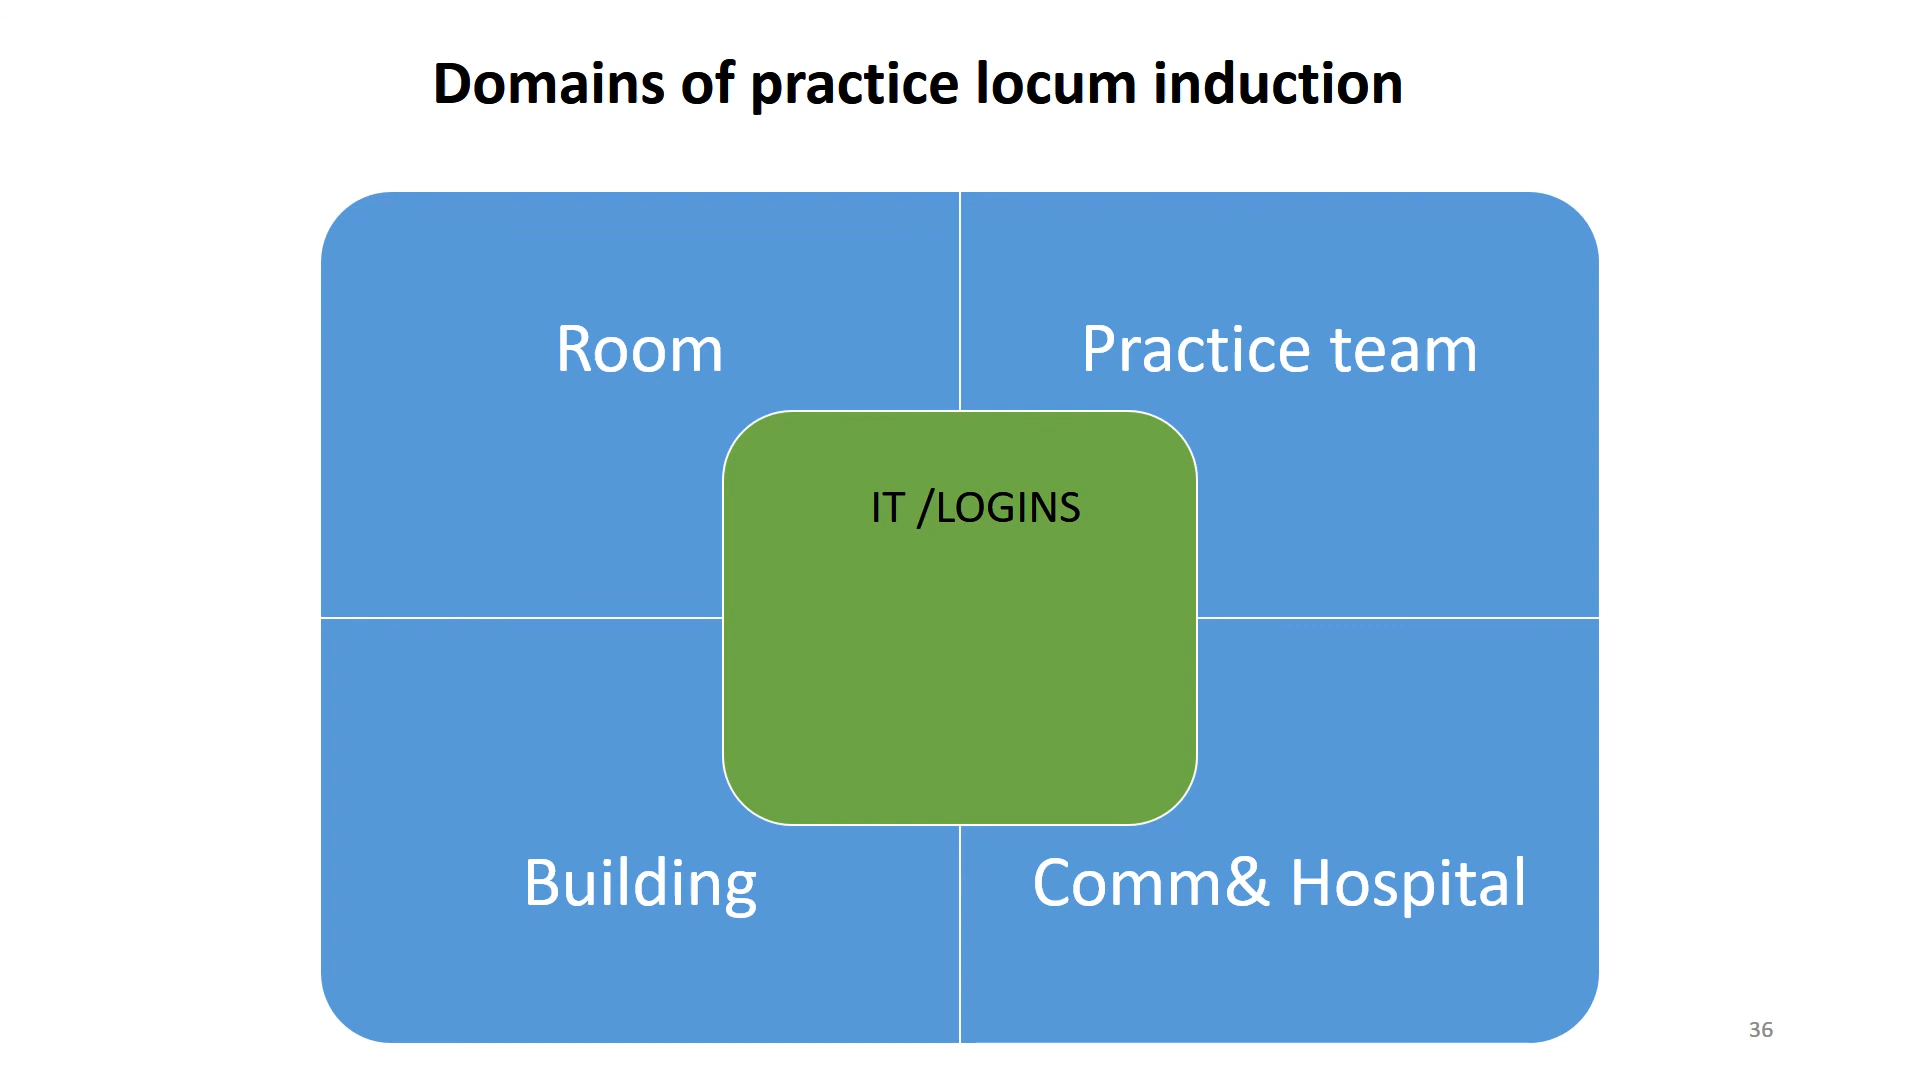 Domains of practice locum induction
Room
Practice team
IT /LOGINS
Building
Comm& Hospital
36